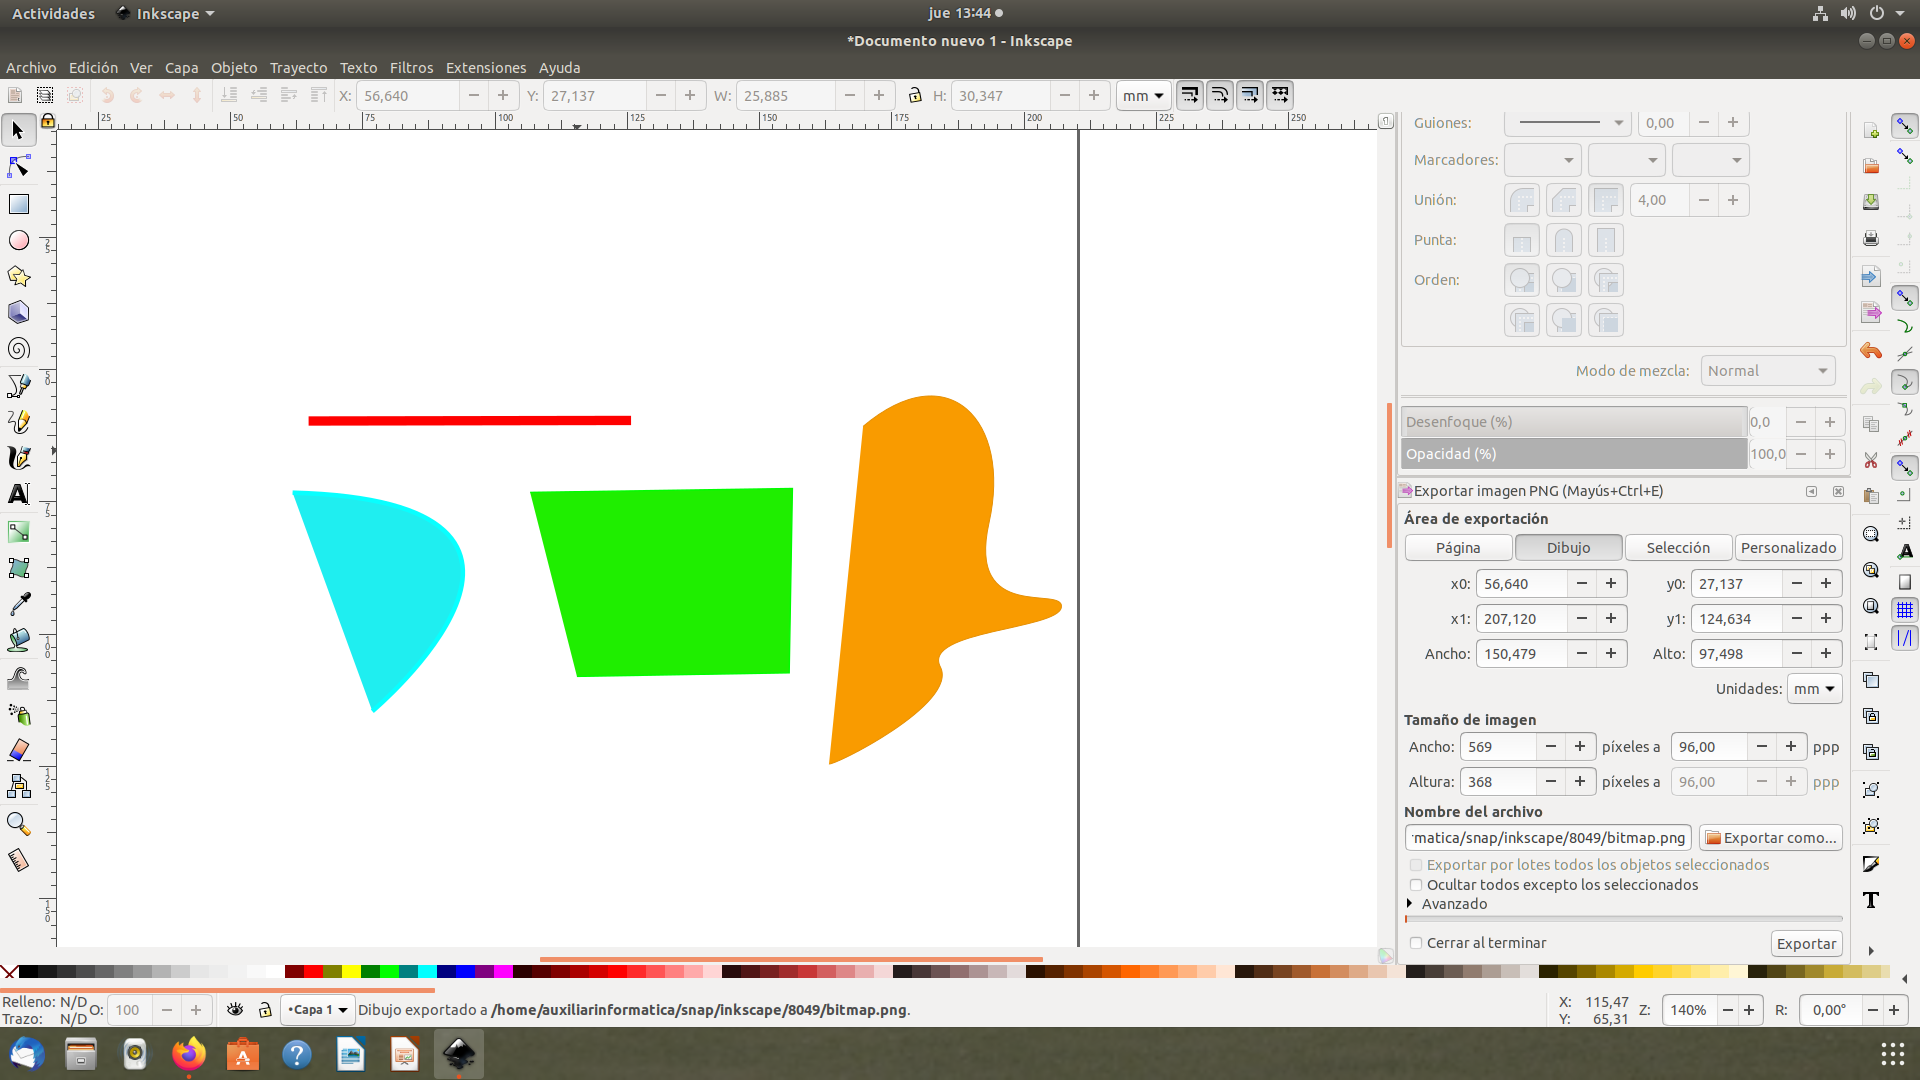 Actividades Inkscape jue 13:44
*Documento nuevo 1 - Inkscape
Archivo Edición Ver Capa Objeto Trayecto Texto Filtros Extensiones Ayuda
X: 56,640 Y: 27,137 W: 25,885 H: 30,347 mm
25 50 75 100 125 150 175 200 225 250
25
50
75
100
125
150
Guiones: 0,00
Marcadores:
Unión: 4,00
Punta:
Orden:
Modo de mezcla: Normal
Desenfoque (%) 0,0
Opacidad (%) 100,0
Exportar imagen PNG (Mayús+Ctrl+E)
Área de exportación
Página Dibujo Selección Personalizado
x0: 56,640 y0: 27,137
x1: 207,120 y1: 124,634
Ancho: 150,479 Alto: 97,498
Unidades: mm
Tamaño de imagen
Ancho: 569 píxeles a 96,00 ppp
Altura: 368 píxeles a 96,00 ppp
Nombre del archivo
matica/snap/inkscape/8049/bitmap.png Exportar como...
Exportar por lotes todos los objetos seleccionados
Ocultar todos excepto los seleccionados
Avanzado
Cerrar al terminar Exportar
Relleno: N/D
Trazo: N/D
O: 100 •Capa 1 Dibujo exportado a /home/auxiliarinformatica/snap/inkscape/8049/bitmap.png.
X: 115,47
Y: 65,31
Z: 140% R: 0,00°